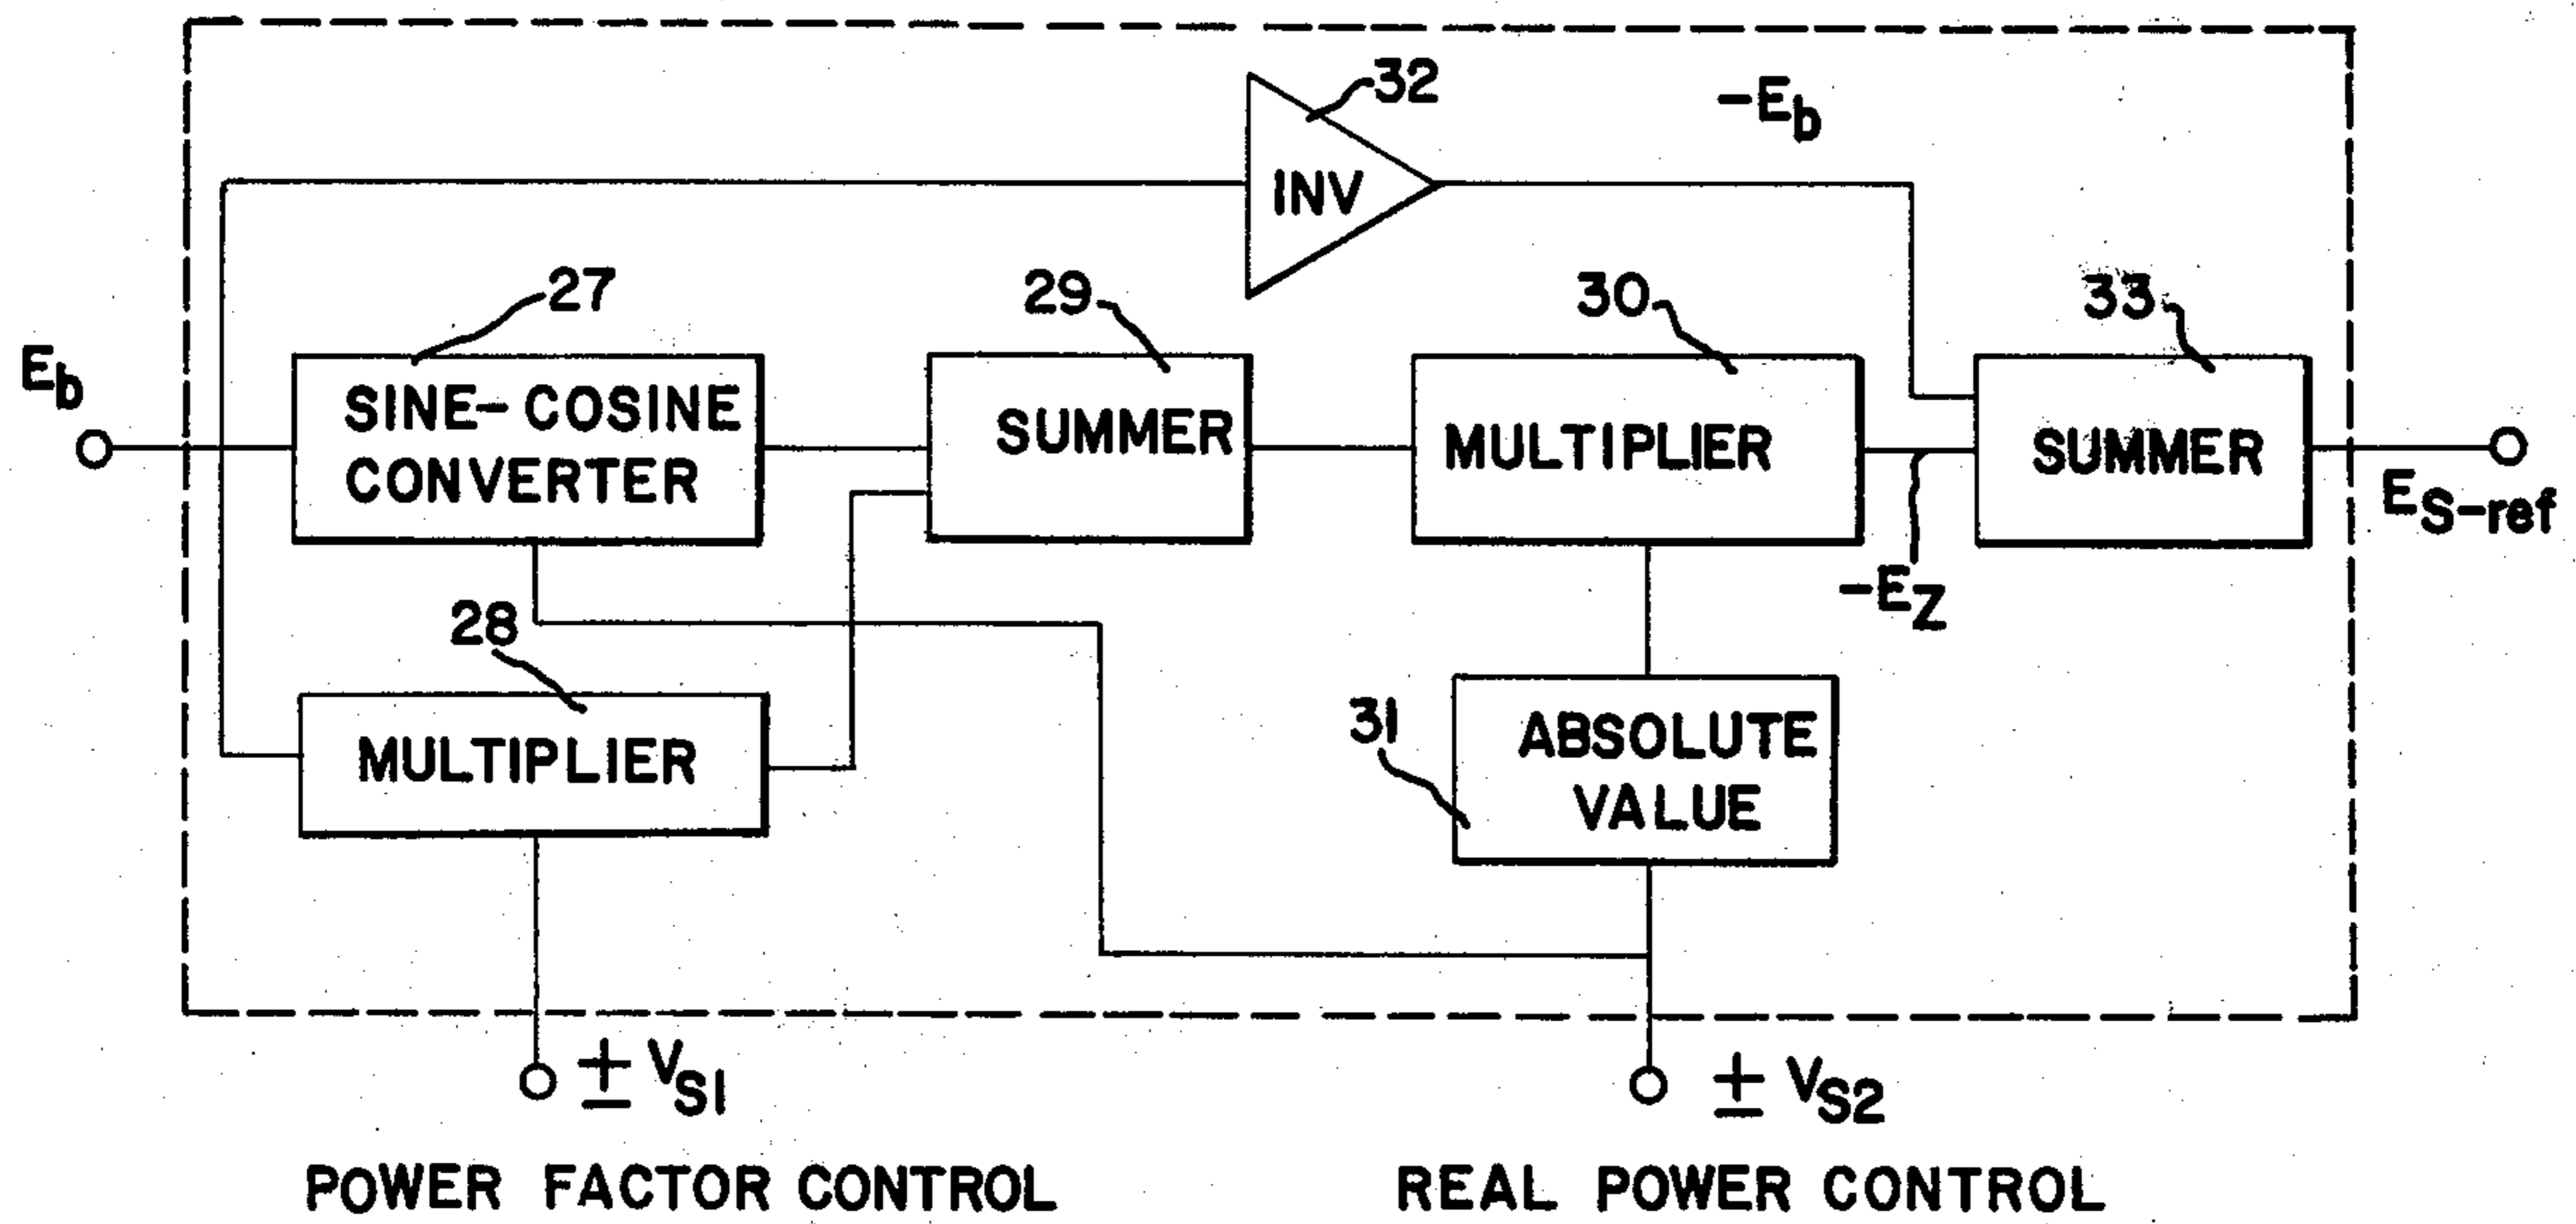 32
-Eb
INV
27
29
30
33
Eb
SINE-COSINE
CONVERTER
SUMMER
MULTIPLIER
SUMMER
ES-ref
-EZ
28
31
MULTIPLIER
ABSOLUTE
VALUE
± VS1
± VS2
POWER FACTOR CONTROL
REAL POWER CONTROL